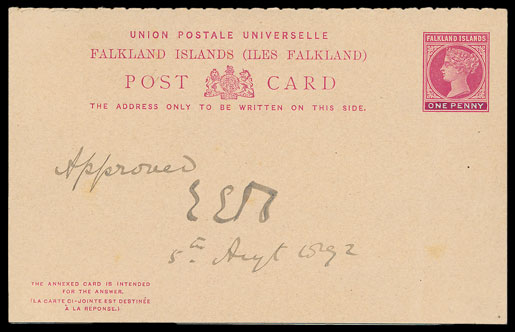 UNION POSTALE UNIVERSELLE
FALKLAND ISLANDS (ILES FALKLAND)
POST CARD
THE ADDRESS ONLY TO BE WRITTEN ON THIS SIDE.
FALKLAND ISLANDS
ONE PENNY
Approved
5th Augt 1892
THE ANNEXED CARD IS INTENDED
FOR THE ANSWER.
(LA CARTE CI-JOINTE EST DESTINÉE
À LA RÉPONSE.)